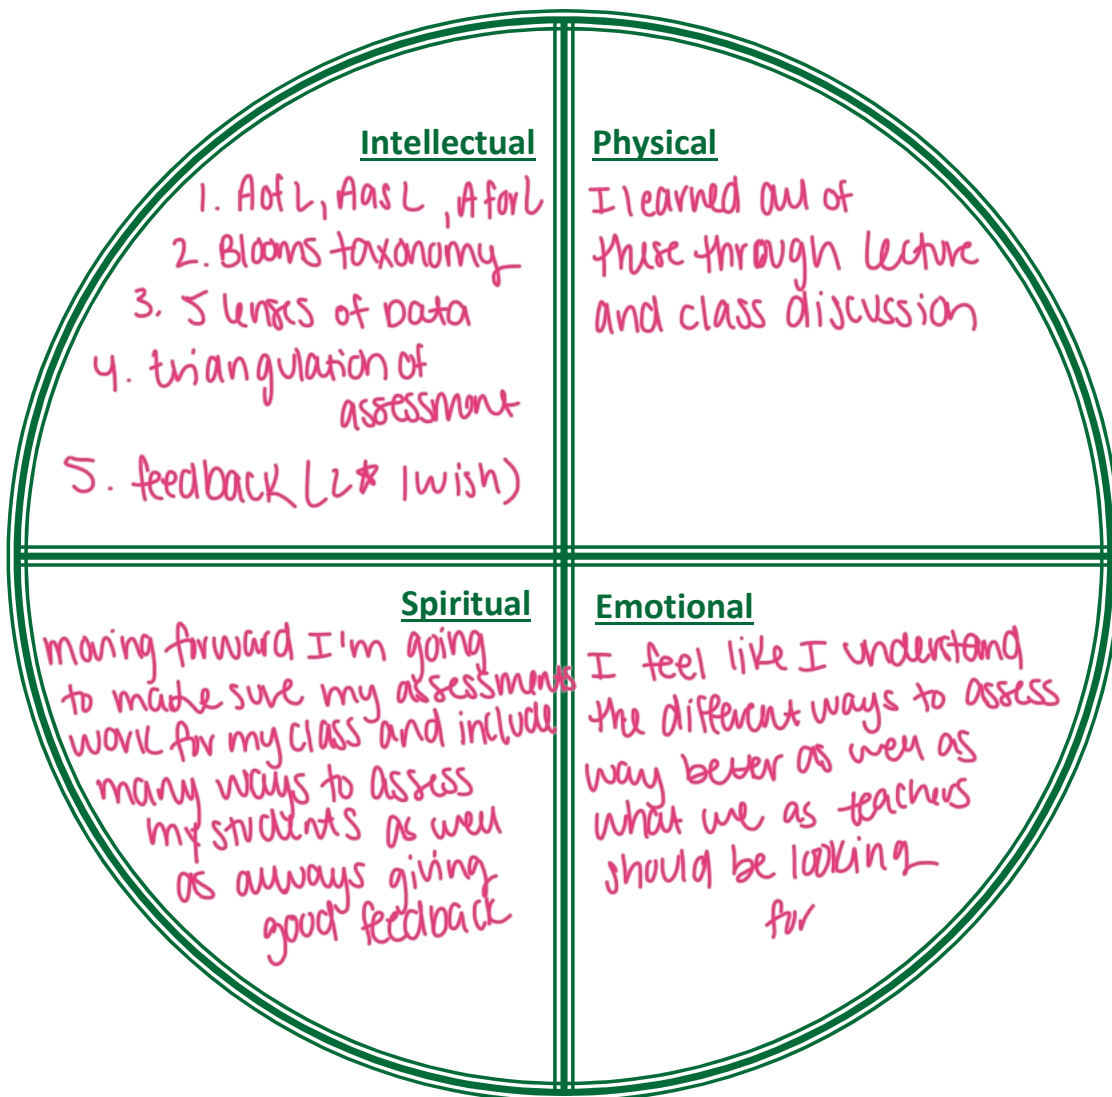 Intellectual
1. AofL, AasL, AforL
2. Blooms taxonomy
3. 5 lenses of Data
4. triangulation of
assessment
5. feedback (2* 1 wish)
Physical
I learned all of
these through lecture
and class discussion
Spiritual
moving forward I'm going
to make sure my assessments
work for my class and include
many ways to assess
my students as well
as always giving
good feedback
Emotional
I feel like I understand
the different ways to assess
way better as well as
what we as teachers
should be looking
for